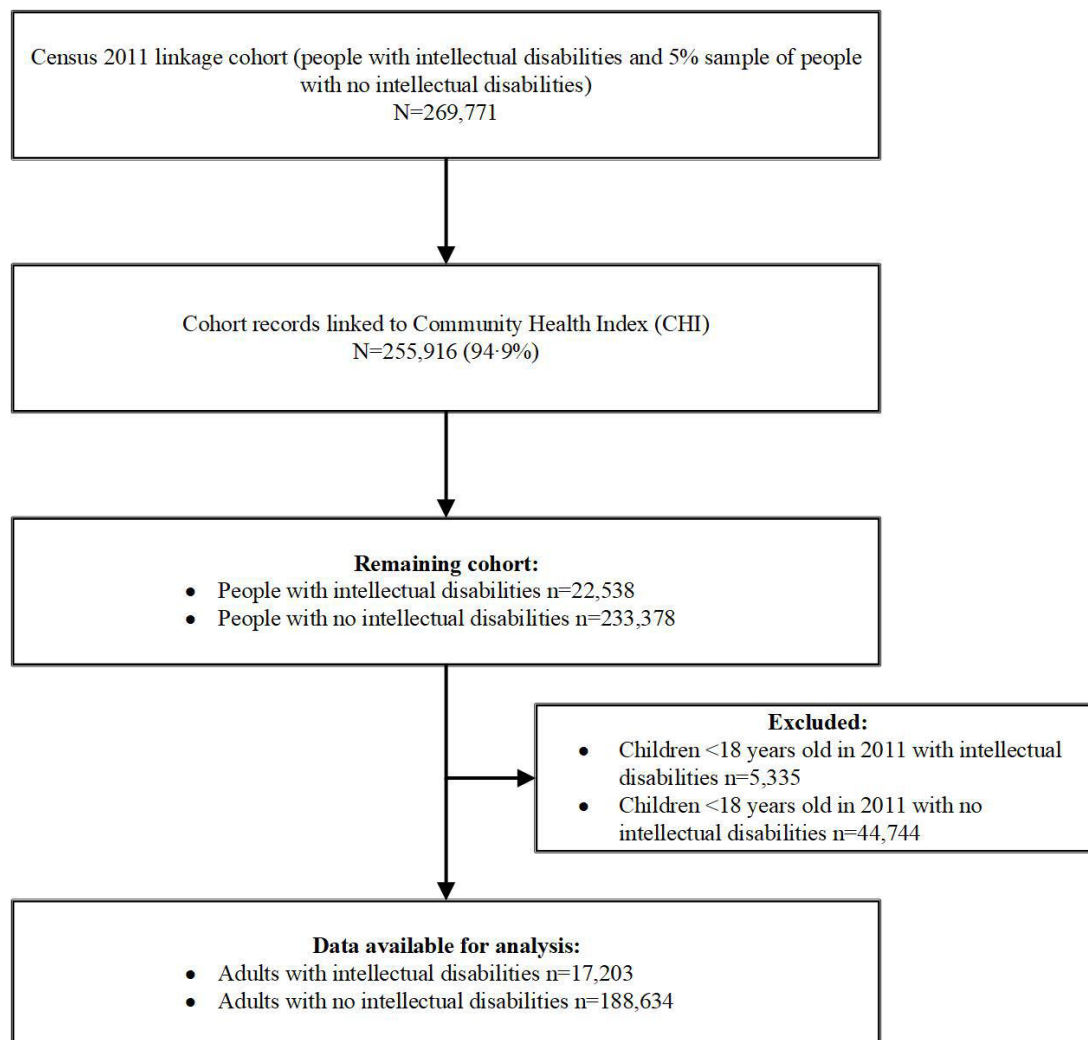 Census 2011 linkage cohort (people with intellectual disabilities and 5% sample of people
with no intellectual disabilities)
N=269,771
Cohort records linked to Community Health Index (CHI)
N=255,916 (94·9%)
Remaining cohort:
• People with intellectual disabilities n=22,538
• People with no intellectual disabilities n=233,378
Excluded:
• Children <18 years old in 2011 with intellectual
disabilities n=5,335
• Children <18 years old in 2011 with no
intellectual disabilities n=44,744
Data available for analysis:
• Adults with intellectual disabilities n=17,203
• Adults with no intellectual disabilities n=188,634